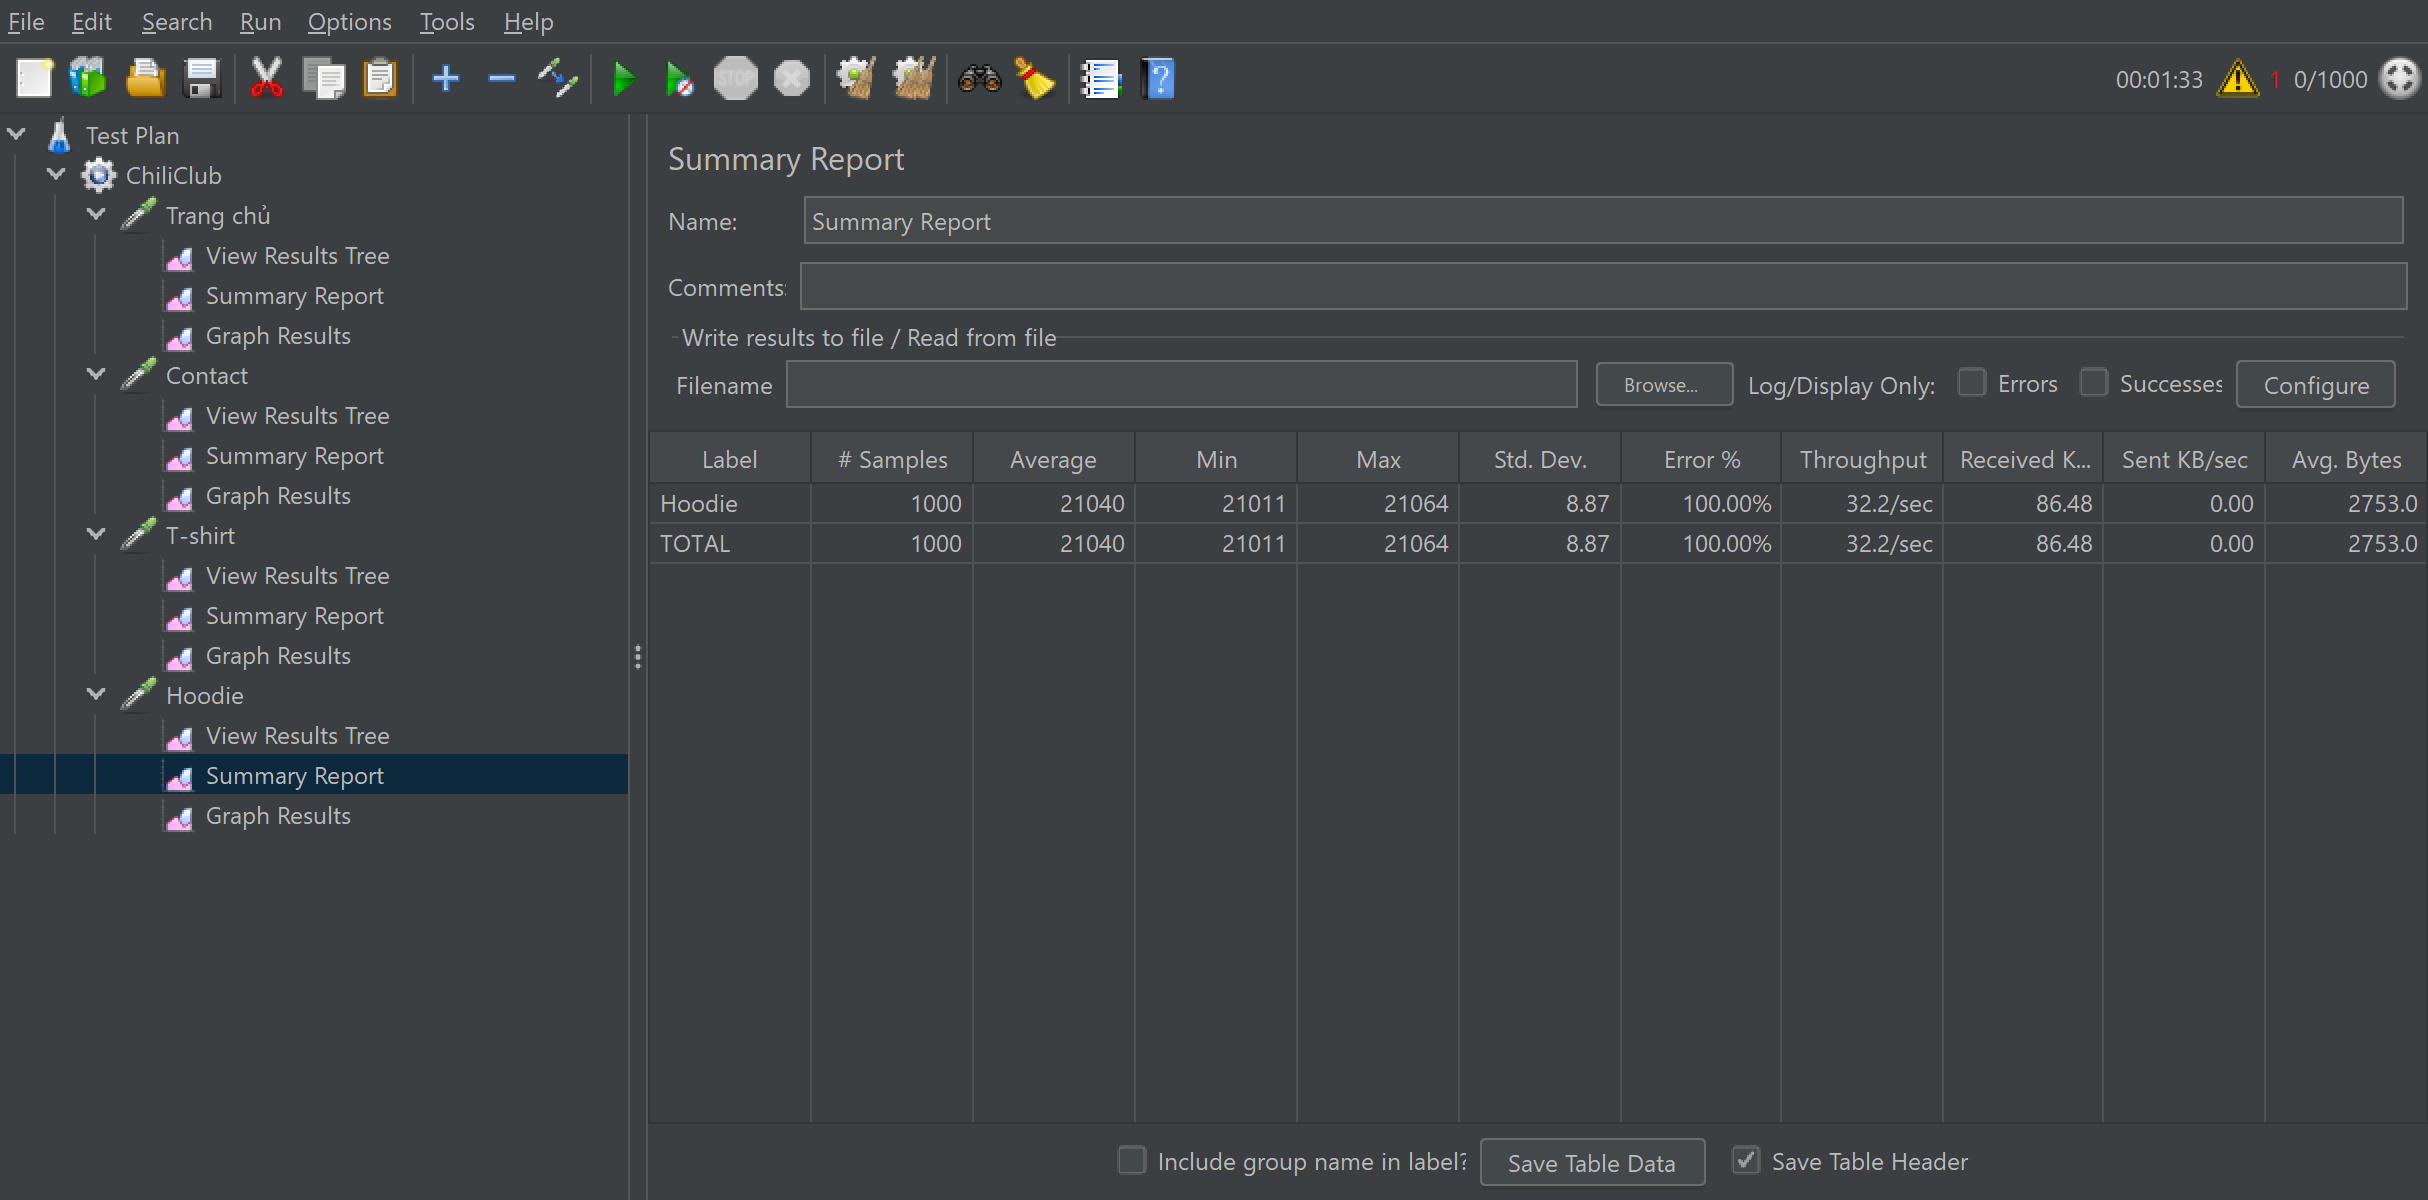 File Edit Search Run Options Tools Help
STOP
00:01:33 1 0/1000
Test Plan
ChiliClub
Trang chủ
View Results Tree
Summary Report
Graph Results
Contact
View Results Tree
Summary Report
Graph Results
T-shirt
View Results Tree
Summary Report
Graph Results
Hoodie
View Results Tree
Summary Report
Graph Results
Summary Report
Name: Summary Report
Comments:
Write results to file / Read from file
Filename Browse... Log/Display Only: Errors Successes Configure
Label # Samples Average Min Max Std. Dev. Error % Throughput Received K... Sent KB/sec Avg. Bytes
Hoodie 1000 21040 21011 21064 8.87 100.00% 32.2/sec 86.48 0.00 2753.0
TOTAL 1000 21040 21011 21064 8.87 100.00% 32.2/sec 86.48 0.00 2753.0
Include group name in label? Save Table Data Save Table Header